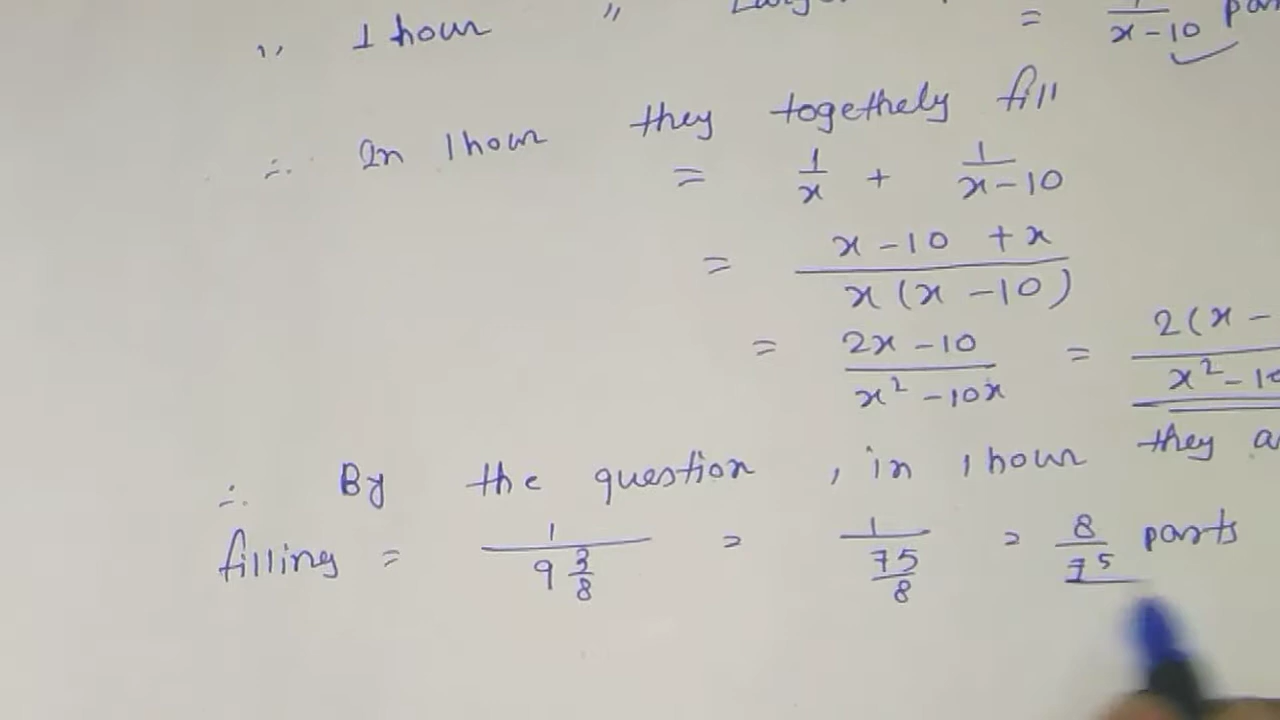 ,, 1 hour ,, = 1/(x-10)
∴ In 1 hour they togethely fill
= 1/x + 1/(x-10)
= (x-10+x)/(x(x-10))
= (2x-10)/(x²-10x) = 2(x-
x²-10
∴ By the question, in 1 hour they
filling = 1/(9 3/8) = 1/(75/8) = 8/75 parts